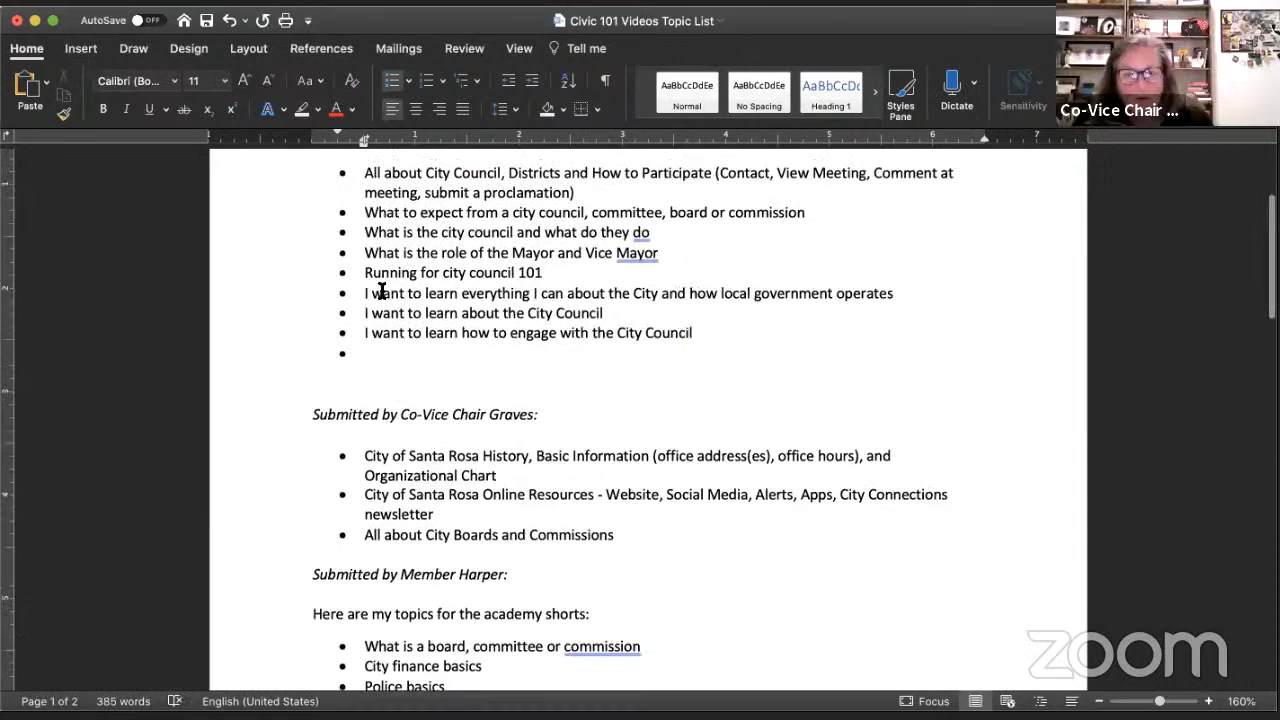 AutoSave OFF Civic 101 Videos Topic List
Home Insert Draw Design Layout References Mailings Review View Tell me
Paste Calibri (Bo... 11 Aa AaBbCcDdEe Normal AaBbCcDdEe No Spacing AaBbCcDc Heading 1 Styles Pane Dictate Sensitivity
Co-Vice Chair ...
1 1 2 3 4 5 6 7
• All about City Council, Districts and How to Participate (Contact, View Meeting, Comment at
meeting, submit a proclamation)
• What to expect from a city council, committee, board or commission
• What is the city council and what do they do
• What is the role of the Mayor and Vice Mayor
• Running for city council 101
• I want to learn everything I can about the City and how local government operates
• I want to learn about the City Council
• I want to learn how to engage with the City Council
•
Submitted by Co-Vice Chair Graves:
• City of Santa Rosa History, Basic Information (office address(es), office hours), and
Organizational Chart
• City of Santa Rosa Online Resources - Website, Social Media, Alerts, Apps, City Connections
newsletter
• All about City Boards and Commissions
Submitted by Member Harper:
Here are my topics for the academy shorts:
• What is a board, committee or commission
• City finance basics
• Police basics
zoom
Page 1 of 2 385 words English (United States) Focus 160%